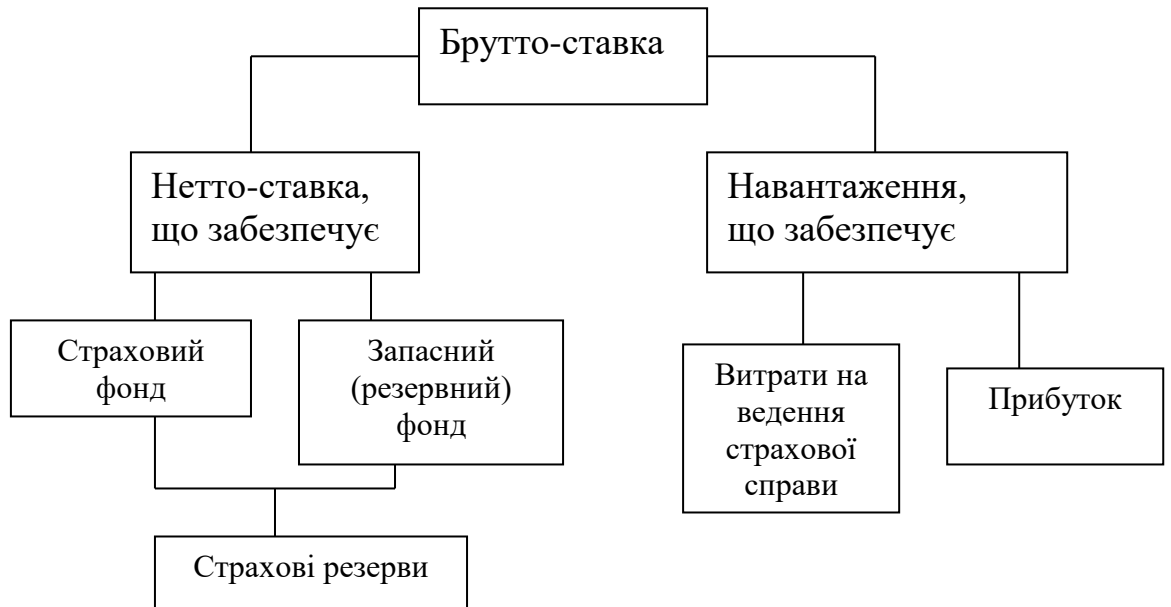 Брутто-ставка
Нетто-ставка,
що забезпечує
Навантаження,
що забезпечує
Страховий
фонд
Запасний
(резервний)
фонд
Витрати на
ведення
страхової
справи
Прибуток
Страхові резерви